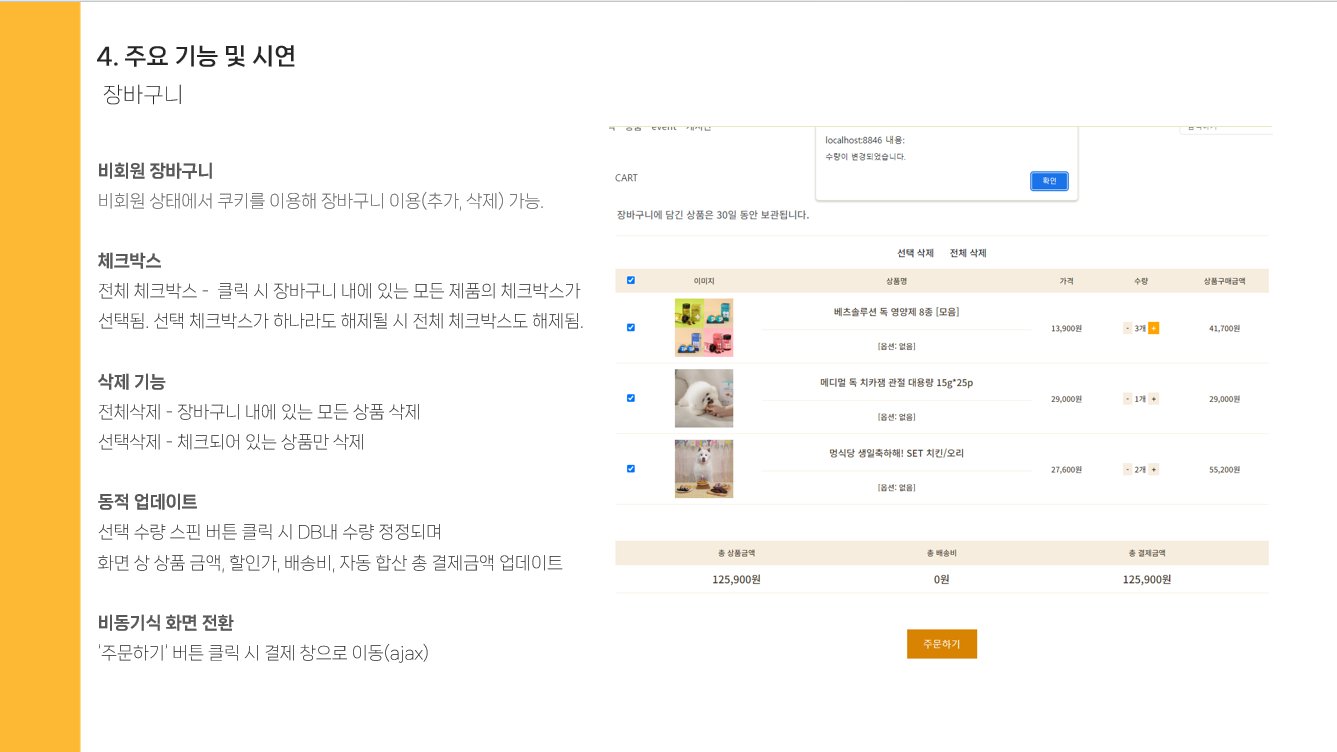 4. 주요 기능 및 시연
장바구니
비회원 장바구니
비회원 상태에서 쿠키를 이용해 장바구니 이용(추가, 삭제) 가능.
체크박스
전체 체크박스 - 클릭 시 장바구니 내에 있는 모든 제품의 체크박스가
선택됨. 선택 체크박스가 하나라도 해제될 시 전체 체크박스도 해제됨.
삭제 기능
전체삭제 - 장바구니 내에 있는 모든 상품 삭제
선택삭제 - 체크되어 있는 상품만 삭제
동적 업데이트
선택 수량 스핀 버튼 클릭 시 DB내 수량 정정되며
화면 상 상품 금액, 할인가, 배송비, 자동 합산 총 결제금액 업데이트
비동기식 화면 전환
'주문하기' 버튼 클릭 시 결제 창으로 이동(ajax)
event
localhost:8846 내용:
수량이 변경되었습니다.
확인
CART
장바구니에 담긴 상품은 30일 동안 보관됩니다.
선택 삭제 전체 삭제
이미지 상품명 가격 수량 상품구매금액
베츠솔루션 독 영양제 8종 [모음]
[옵션: 없음]
13,900원 - 3개 + 41,700원
메디멀 독 치카잼 관절 대용량 15g*25p
[옵션: 없음]
29,000원 - 1개 + 29,000원
멍식당 생일축하해! SET 치킨/오리
[옵션: 없음]
27,600원 - 2개 + 55,200원
총 상품금액 총 배송비 총 결제금액
125,900원 0원 125,900원
주문하기